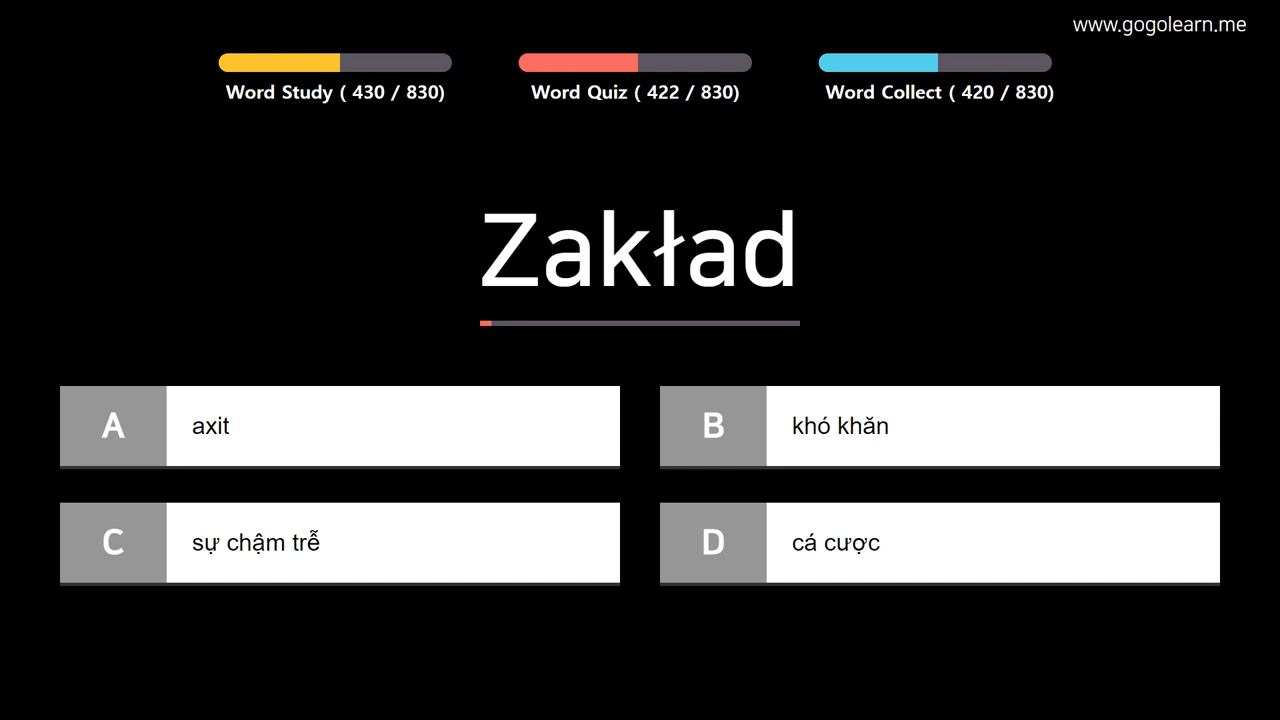 www.gogolearn.me
Word Study ( 430 / 830)
Word Quiz ( 422 / 830)
Word Collect ( 420 / 830)
Zakład
A axit
B khó khăn
C sự chậm trễ
D cá cược